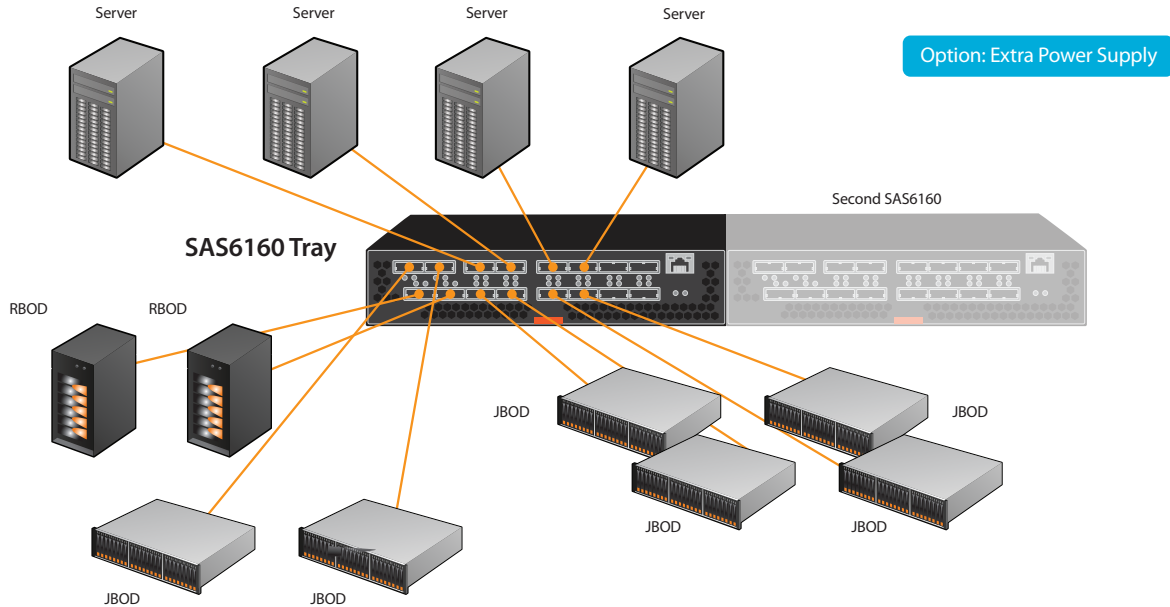 Server
Server
Server
Server
Option: Extra Power Supply
Second SAS6160
SAS6160 Tray
RBOD
RBOD
JBOD
JBOD
JBOD
JBOD
JBOD
JBOD